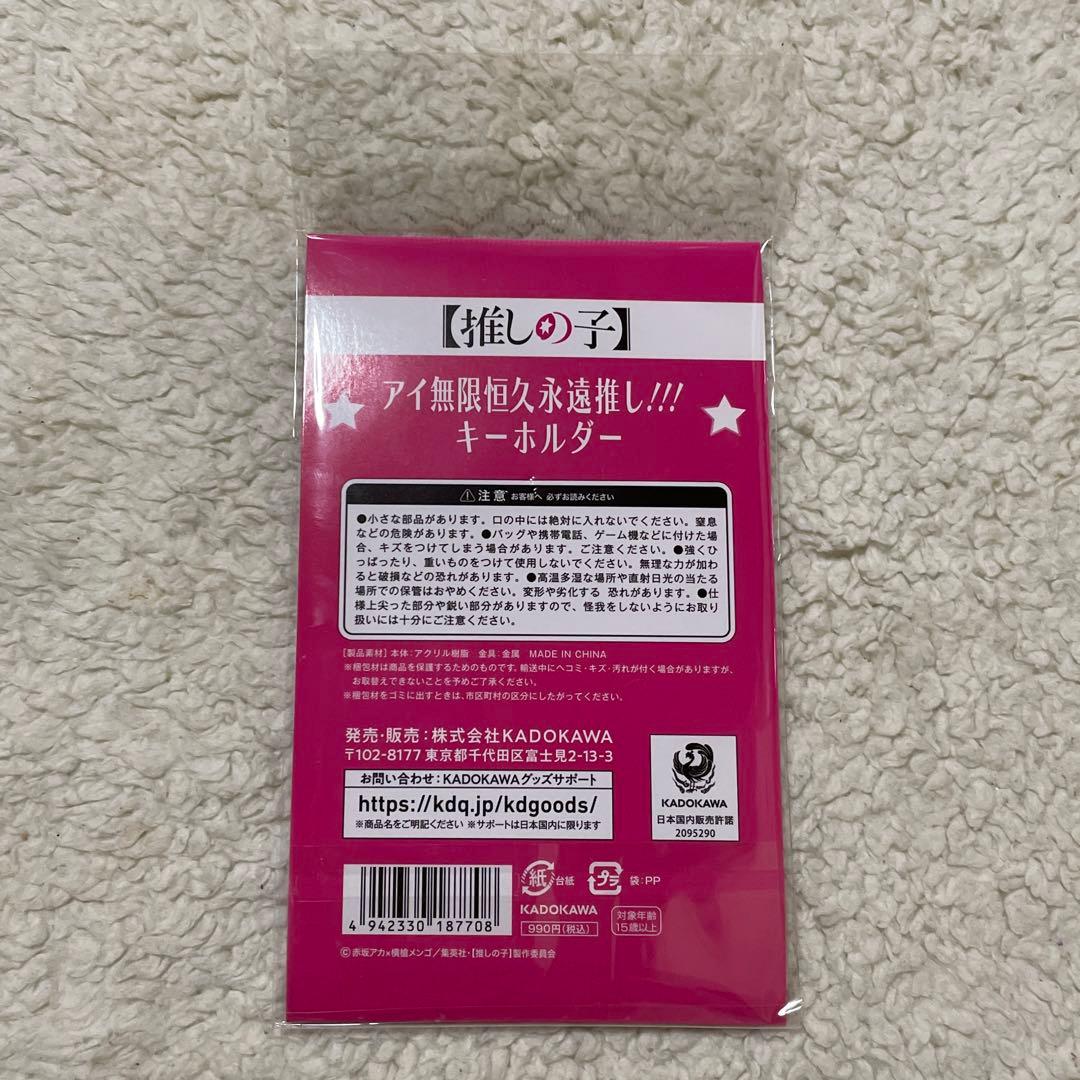 【推しの子】
アイ無限恒久永遠推し!!!
キーホルダー
注意 お客様へ 必ずお読みください
●小さな部品があります。口の中には絶対に入れないでください。窒息
などの危険があります。●バッグや携帯電話、ゲーム機などに付けた場
合、キズをつけてしまう場合があります。ご注意ください。●強くひ
っぱったり、重いものをつけて使用しないでください。無理な力が加わ
ると破損などの恐れがあります。●高温多湿な場所や直射日光の当たる
場所での保管はおやめください。変形や劣化する 恐れがあります。●仕
様上尖った部分や鋭い部分がありますので、怪我をしないようにお取り
扱いには十分にご注意ください。
[製品素材] 本体:アクリル樹脂 金具:金属 MADE IN CHINA
※梱包材は商品を保護するためのものです。輸送中にヘコミ・キズ・汚れが付く場合がありますが、
お取替えできないことを予めご了承ください。
※梱包材をゴミに出すときは、市区町村の区分にしたがってください。
発売・販売:株式会社KADOKAWA
〒102-8177 東京都千代田区富士見2-13-3
お問い合わせ:KADOKAWAグッズサポート
https://kdq.jp/kdgoods/
※商品名をご明記ください ※サポートは日本国内に限ります
KADOKAWA
日本国内販売許諾
2095290
4 942330 187708
紙 台紙 プラ 袋:PP
KADOKAWA
990円(税込)
対象年齢
15歳以上
©赤坂アカ×横槍メンゴ/集英社・【推しの子】製作委員会